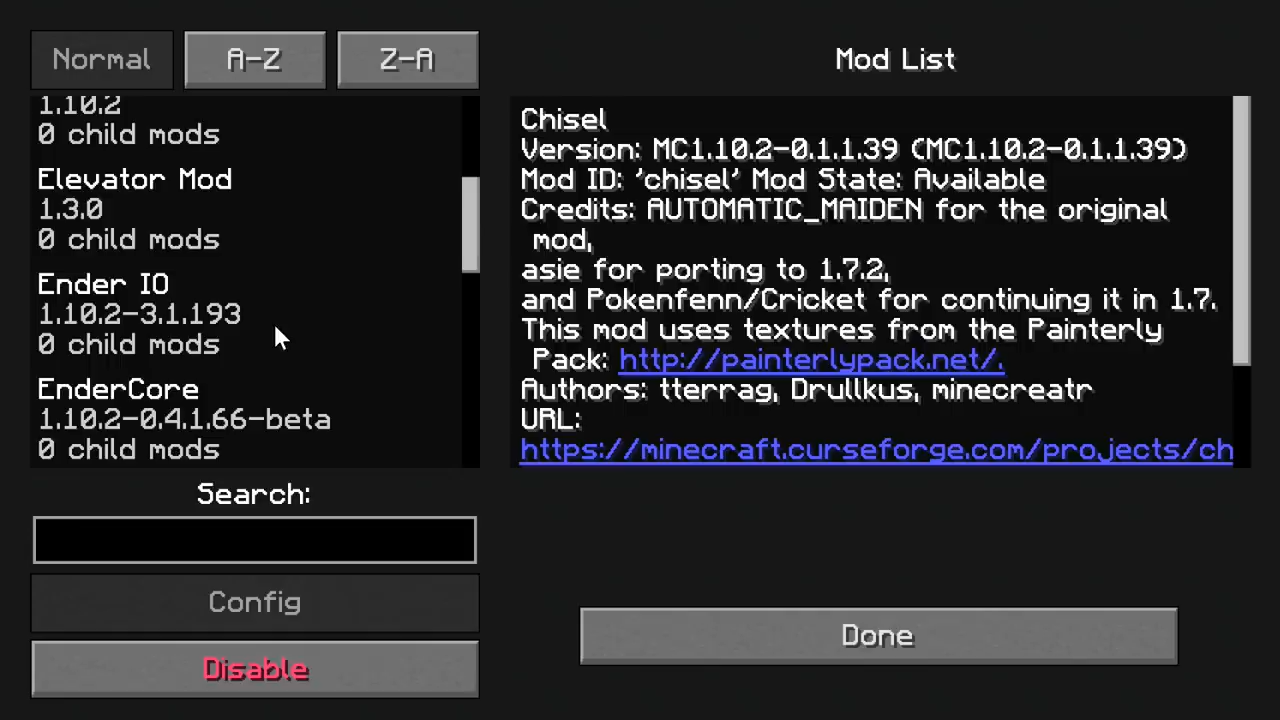 Normal
A-Z
Z-A
Mod List
1.10.2
0 child mods
Elevator Mod
1.3.0
0 child mods
Ender IO
1.10.2-3.1.193
0 child mods
EnderCore
1.10.2-0.4.1.66-beta
0 child mods
Chisel
Version: MC1.10.2-0.1.1.39 (MC1.10.2-0.1.1.39)
Mod ID: 'chisel' Mod State: Available
Credits: AUTOMATIC_MAIDEN for the original
mod,
asie for porting to 1.7.2,
and Pokenfenn/Cricket for continuing it in 1.7.
This mod uses textures from the Painterly
Pack: http://painterlypack.net/.
Authors: tterrag, Drullkus, minecreatr
URL:
https://minecraft.curseforge.com/projects/ch
Search:
Config
Disable
Done